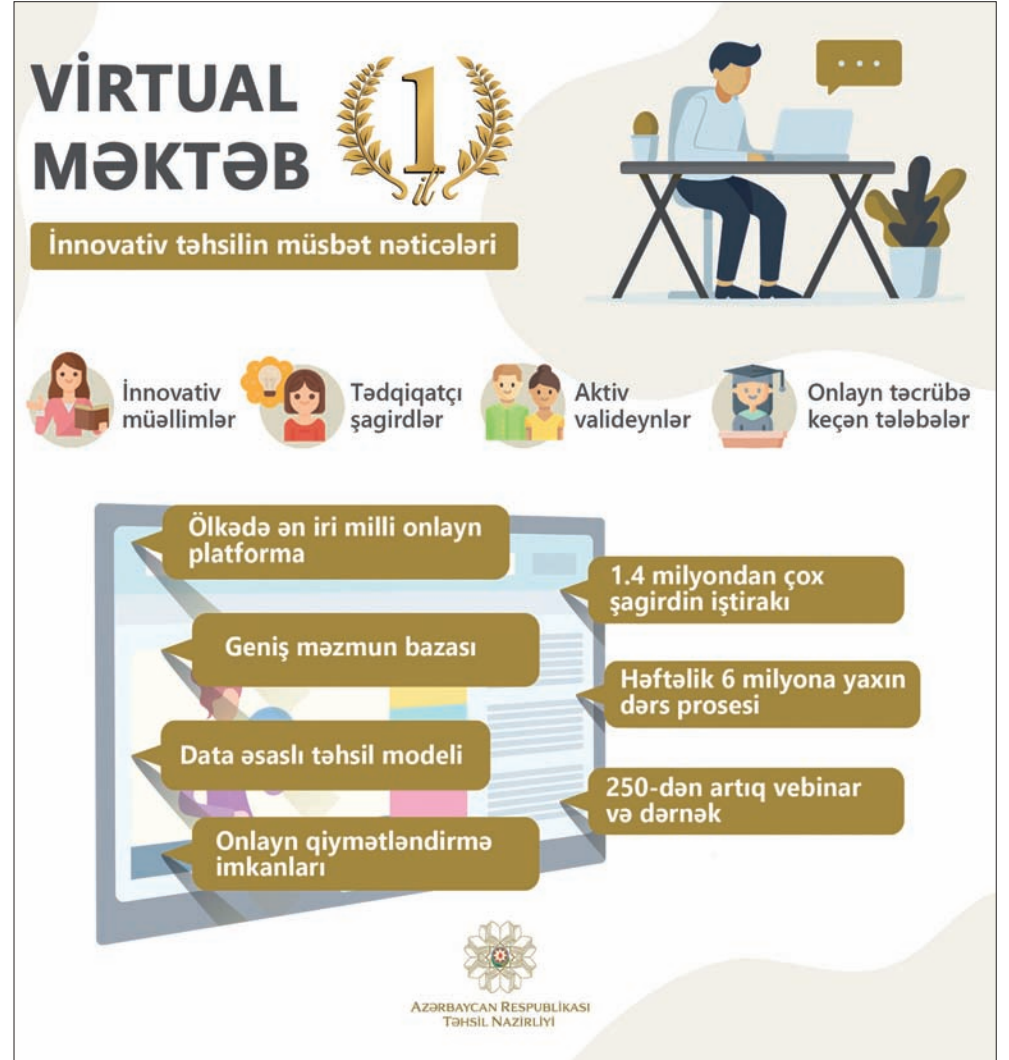 VİRTUAL
MƏKTƏB
1
il
İnnovativ təhsilin müsbət nəticələri
İnnovativ
müəllimlər
Tədqiqatçı
şagirdlər
Aktiv
valideynlər
Onlayn təcrübə
keçən tələbələr
Ölkədə ən iri milli onlayn
platforma
Geniş məzmun bazası
Data əsaslı təhsil modeli
Onlayn qiymətləndirmə
imkanları
1.4 milyondan çox
şagirdin iştirakı
Həftəlik 6 milyona yaxın
dərs prosesi
250-dən artıq vebinar
və dərnək
AZƏRBAYCAN RESPUBLİKASI
TƏHSİL NAZİRLİYİ